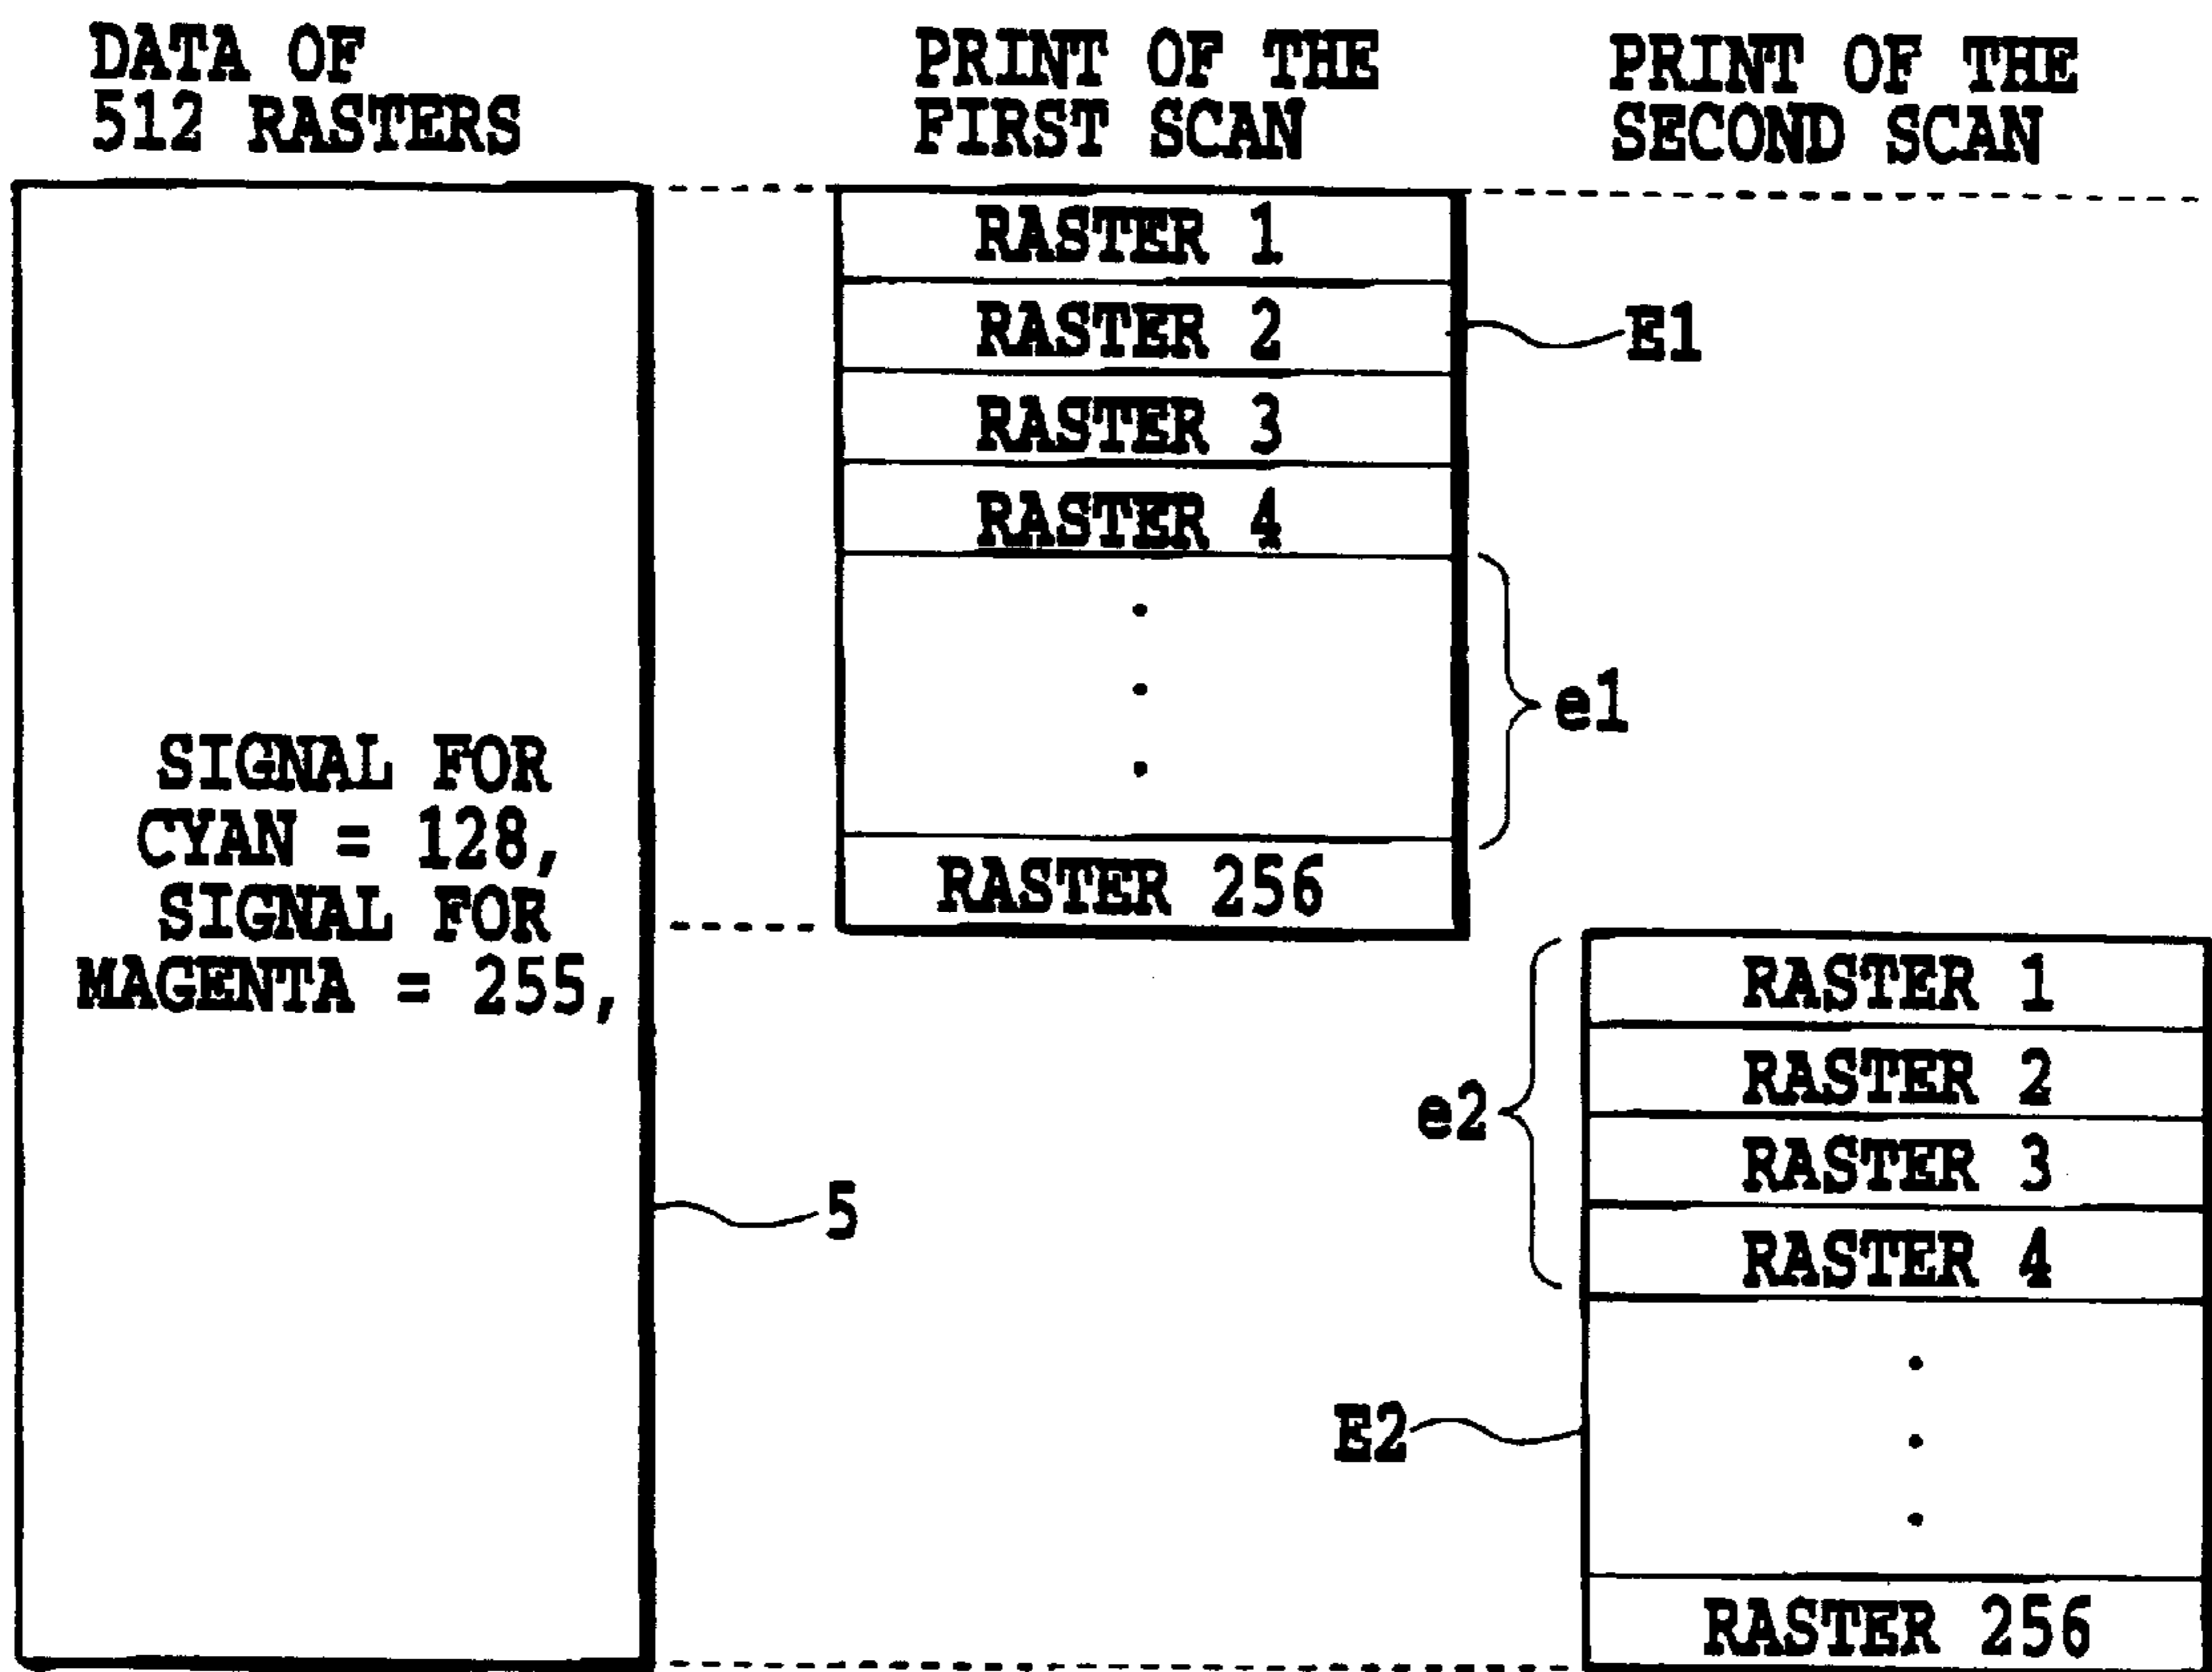 DATA OF
512 RASTERS
PRINT OF THE
FIRST SCAN
PRINT OF THE
SECOND SCAN
SIGNAL FOR
CYAN = 128,
SIGNAL FOR
MAGENTA = 255,
5
RASTER 1
RASTER 2
RASTER 3
RASTER 4
RASTER 256
E1
e1
e2
E2
RASTER 1
RASTER 2
RASTER 3
RASTER 4
RASTER 256